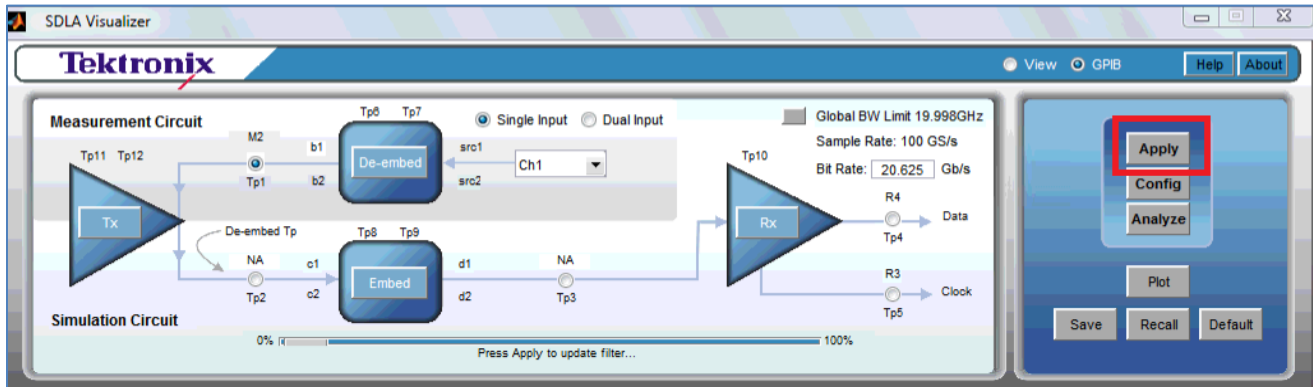 SDLA Visualizer
Tektronix
View GPIB Help About
Measurement Circuit
Tp6 Tp7
Single Input Dual Input
Global BW Limit 19.998GHz
Sample Rate: 100 GS/s
Bit Rate: 20.625 Gb/s
Tp11 Tp12
M2
Tp1
b1
b2
De-embed
src1
src2
Ch1
Tp10
Tx
De-embed Tp
NA
Tp2
c1
c2
Tp8 Tp9
Embed
d1
d2
NA
Tp3
Rx
R4
Tp4
Data
R3
Tp5
Clock
Simulation Circuit
0% 100%
Press Apply to update filter...
Apply
Config
Analyze
Plot
Save Recall Default